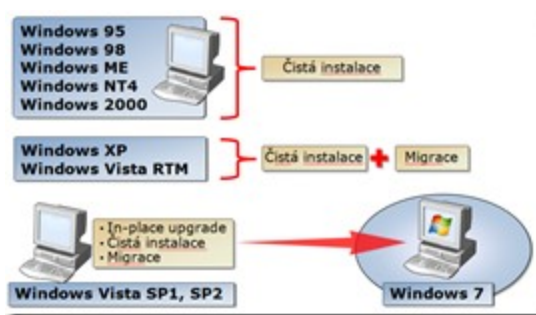 Windows 95
Windows 98
Windows ME
Windows NT4
Windows 2000
Čistá instalace
Windows XP
Windows Vista RTM
Čistá instalace
Migrace
• In-place upgrade
• Čistá instalace
• Migrace
Windows Vista SP1, SP2
Windows 7